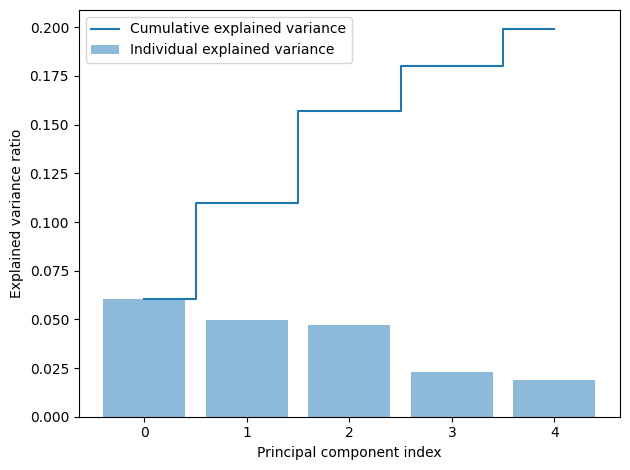 Cumulative explained variance
Individual explained variance
0.200
0.175
0.150
0.125
0.100
0.075
0.050
0.025
0.000
Explained variance ratio
0 1 2 3 4
Principal component index